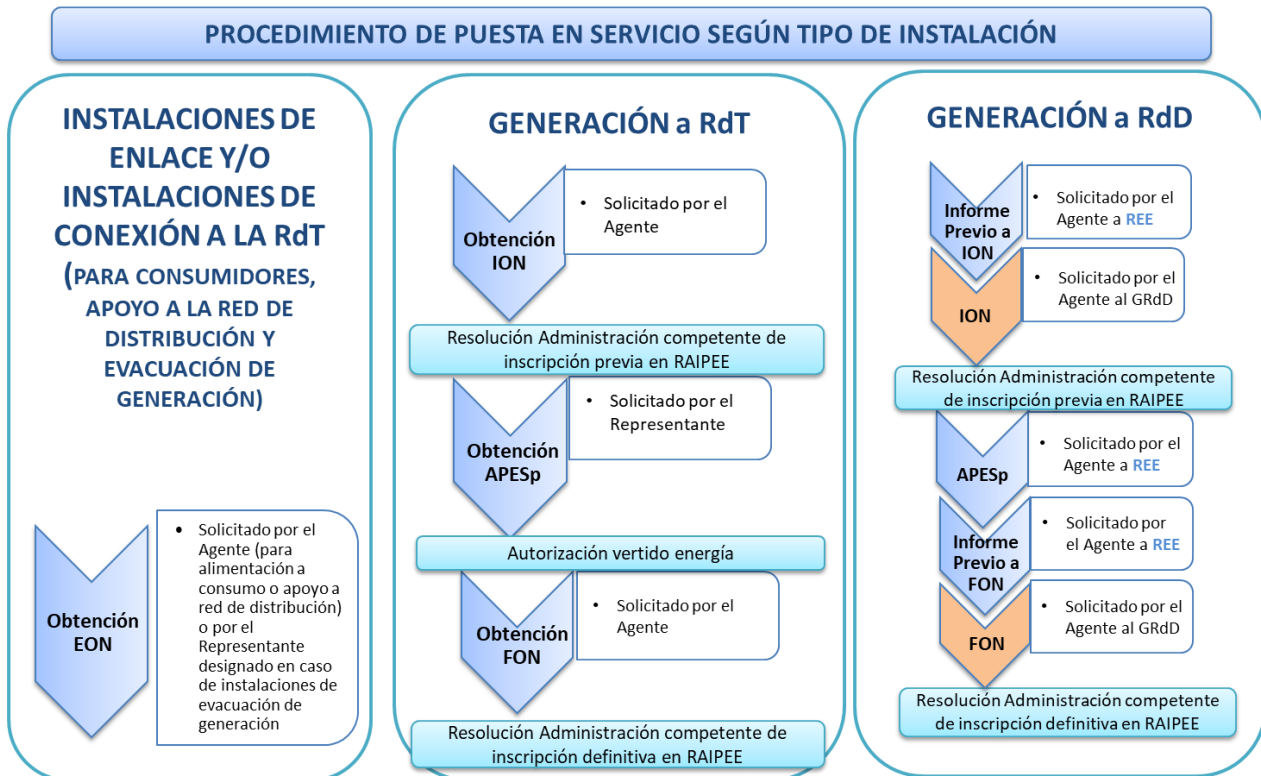 PROCEDIMIENTO DE PUESTA EN SERVICIO SEGÚN TIPO DE INSTALACIÓN
INSTALACIONES DE
ENLACE Y/O
INSTALACIONES DE
CONEXIÓN A LA RdT
(PARA CONSUMIDORES,
APOYO A LA RED DE
DISTRIBUCIÓN Y
EVACUACIÓN DE
GENERACIÓN)
Obtención
EON
• Solicitado por el
Agente (para
alimentación a
consumo o apoyo a
red de distribución)
o por el
Representante
designado en caso
de instalaciones de
evacuación de
generación
GENERACIÓN a RdT
Obtención
ION
• Solicitado por el
Agente
Resolución Administración competente de
inscripción previa en RAIPEE
Obtención
APESp
• Solicitado por el
Representante
Autorización vertido energía
Obtención
FON
• Solicitado por el
Agente
Resolución Administración competente de
inscripción definitiva en RAIPEE
GENERACIÓN a RdD
Informe
Previo a
ION
• Solicitado por el
Agente a REE
ION
• Solicitado por el
Agente al GRdD
Resolución Administración competente
de inscripción previa en RAIPEE
APESp
• Solicitado por el
Agente a REE
Informe
Previo a
FON
• Solicitado por
el Agente a REE
FON
• Solicitado por el
Agente al GRdD
Resolución Administración competente
de inscripción definitiva en RAIPEE